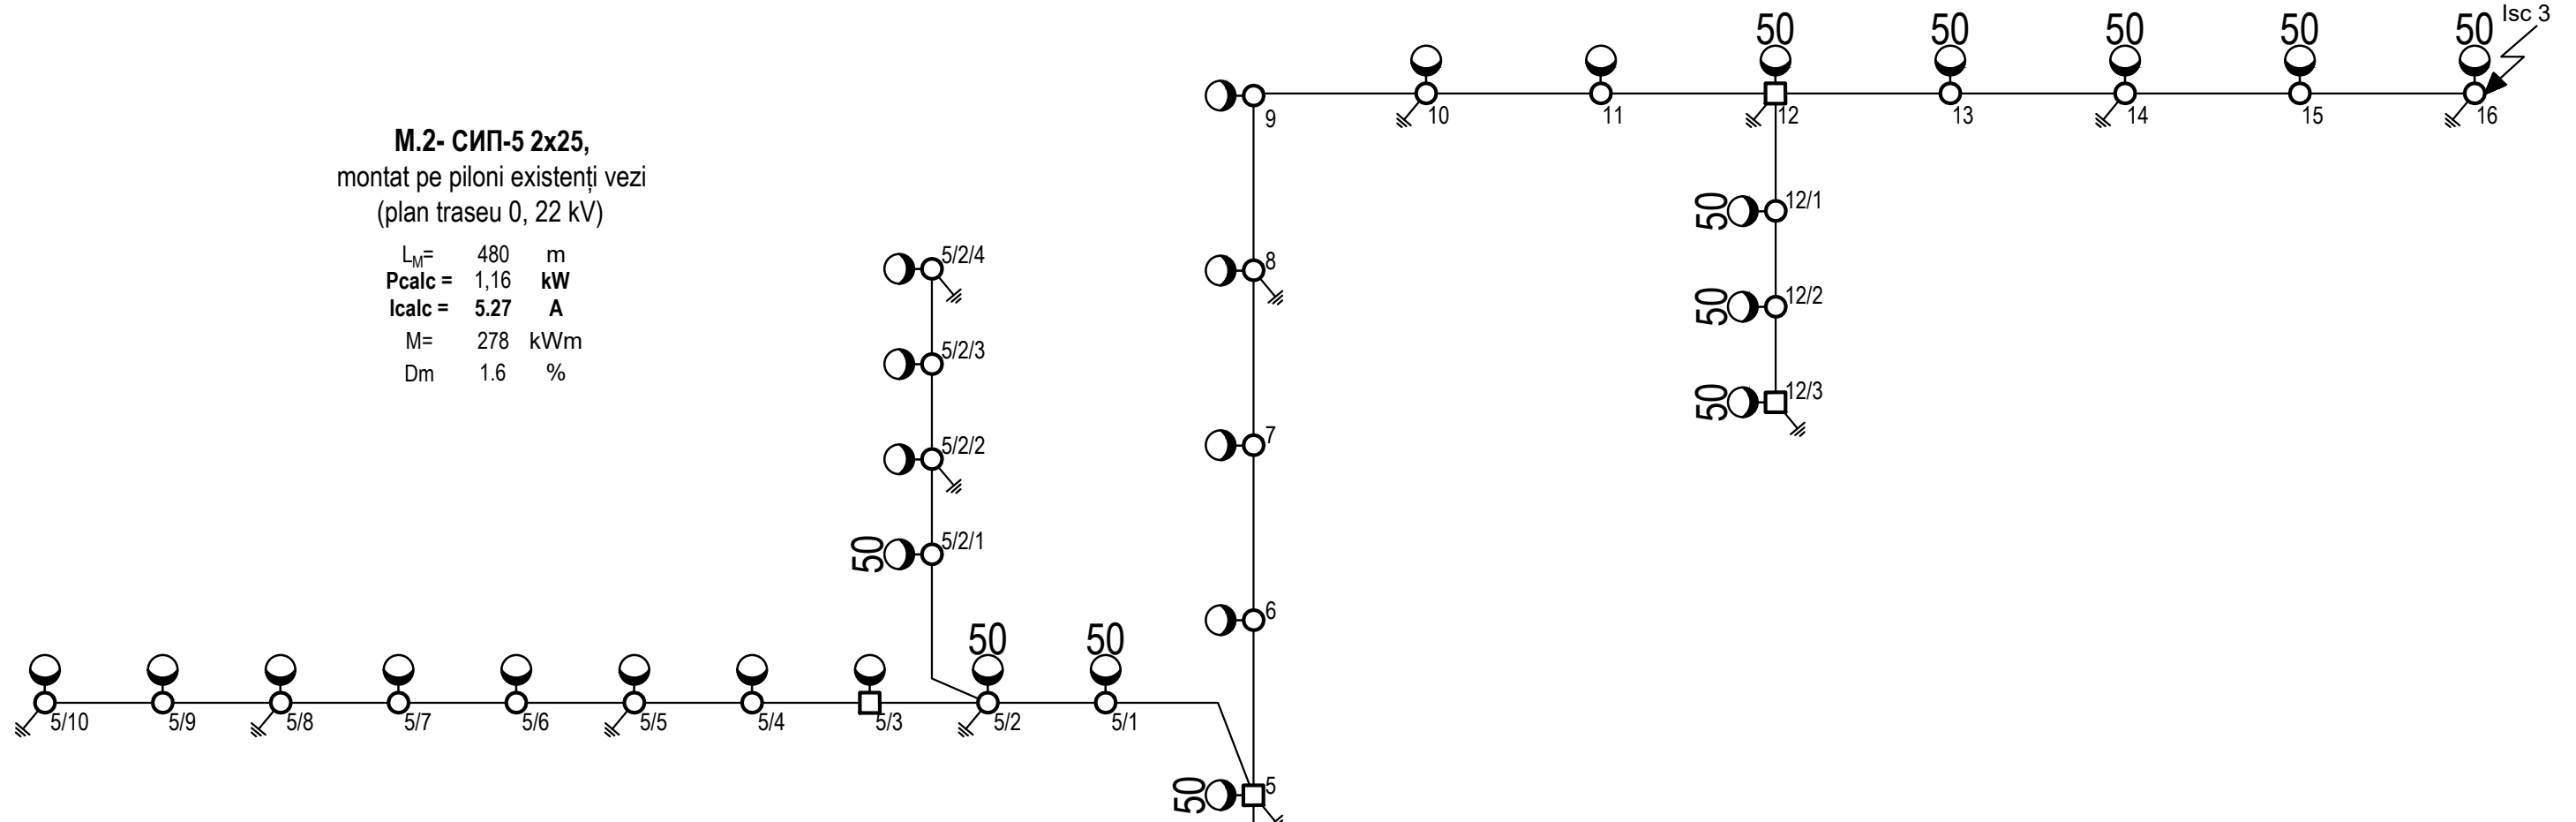 50 50 50 50 50 Isc 3
9 10 11 12 13 14 15 16
M.2- СИП-5 2x25,
montat pe piloni existenți vezi
(plan traseu 0, 22 kV)
L_M= 480 m
Pcalc = 1,16 kW
Icalc = 5.27 A
M= 278 kWm
Dm 1.6 %
50 12/1
5/2/4 8
50 12/2
5/2/3
50 12/3
5/2/2 7
50 5/2/1
6
50 50
5/10 5/9 5/8 5/7 5/6 5/5 5/4 5/3 5/2 5/1
50 5